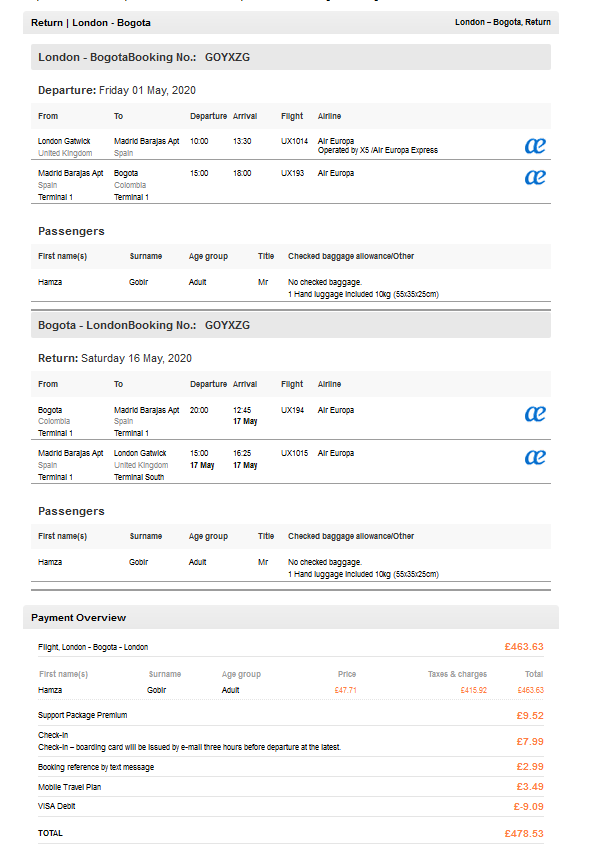 Return | London - Bogota
London – Bogota, Return
London - BogotaBooking No.: GOYXZG
Departure: Friday 01 May, 2020
From To Departure Arrival Flight Airline
London Gatwick Madrid Barajas Apt 10:00 13:30 UX1014 Air Europa
United Kingdom Spain Operated by X5 /Air Europa Express
æ
Madrid Barajas Apt Bogota 15:00 18:00 UX193 Air Europa
Spain Colombia
Terminal 1 Terminal 1
æ
Passengers
First name(s) Surname Age group Title Checked baggage allowance/Other
Hamza Gobir Adult Mr No checked baggage.
1 Hand luggage included 10kg (55x35x25cm)
Bogota - LondonBooking No.: GOYXZG
Return: Saturday 16 May, 2020
From To Departure Arrival Flight Airline
Bogota Madrid Barajas Apt 20:00 12:45 UX194 Air Europa
Colombia Spain 17 May
Terminal 1 Terminal 1
æ
Madrid Barajas Apt London Gatwick 15:00 16:25 UX1015 Air Europa
Spain United Kingdom 17 May 17 May
Terminal 1 Terminal South
æ
Passengers
First name(s) Surname Age group Title Checked baggage allowance/Other
Hamza Gobir Adult Mr No checked baggage.
1 Hand luggage included 10kg (55x35x25cm)
Payment Overview
Flight, London - Bogota - London £463.63
First name(s) Surname Age group Price Taxes & charges Total
Hamza Gobir Adult £47.71 £415.92 £463.63
Support Package Premium £9.52
Check-in
Check-in – boarding card will be issued by e-mail three hours before departure at the latest. £7.99
Booking reference by text message £2.99
Mobile Travel Plan £3.49
VISA Debit £-9.09
TOTAL £478.53